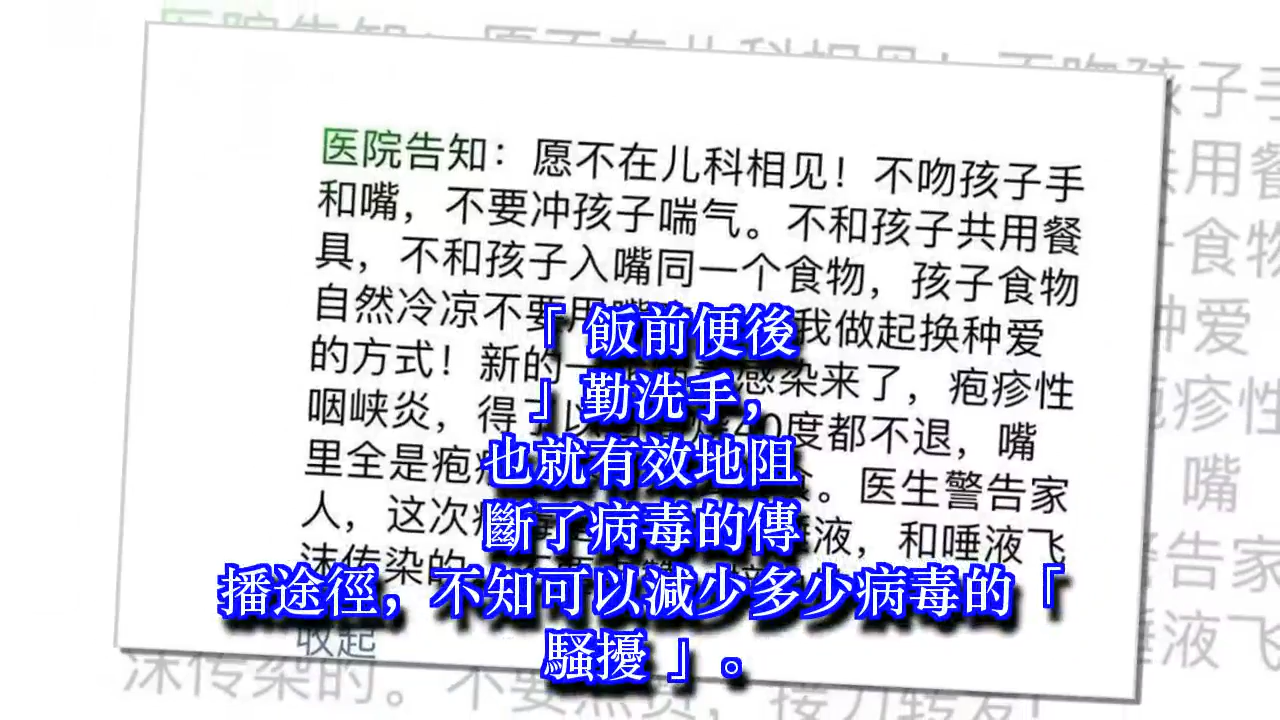 医院告知：愿不在儿科相见！不吻孩子手
和嘴，不要冲孩子喘气。不和孩子共用餐
具，不和孩子入嘴同一个食物，孩子食物
自然冷凉不要用嘴 我做起换种爱
的方式！新的一 感染来了，疱疹性
咽峡炎，得了以 40度都不退，嘴
里全是疱 。医生警告家
人，这次 液，和唾液飞
沫传染的
收起
「 飯前便後
」勤洗手，
也就有效地阻
斷了病毒的傳
播途徑，不知可以減少多少病毒的「
騷擾 」。